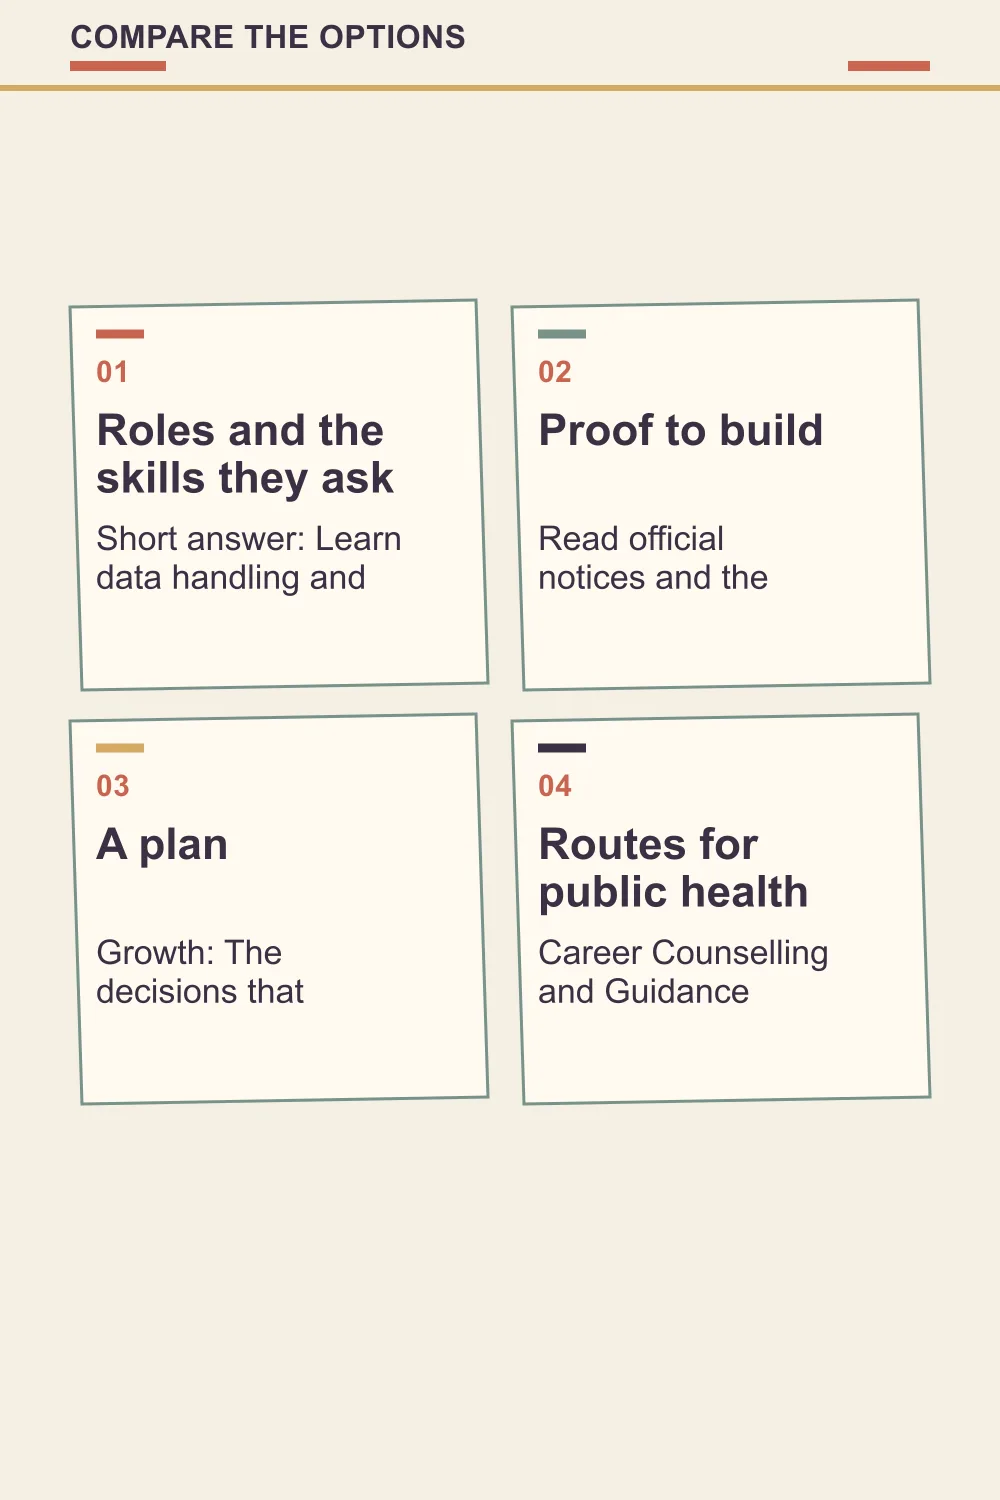 COMPARE THE OPTIONS
01
Roles and the
skills they ask
Short answer: Learn
data handling and
02
Proof to build
Read official
notices and the
03
A plan
Growth: The
decisions that
04
Routes for
public health
Career Counselling
and Guidance